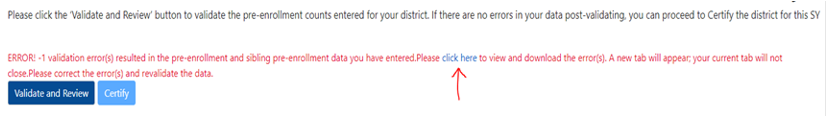 Please click the 'Validate and Review' button to validate the pre-enrollment counts entered for your district. If there are no errors in your data post-validating, you can proceed to Certify the district for this SY
ERROR! -1 validation error(s) resulted in the pre-enrollment and sibling pre-enrollment data you have entered.Please click here to view and download the error(s). A new tab will appear; your current tab will not
close.Please correct the error(s) and revalidate the data.
Validate and Review Certify